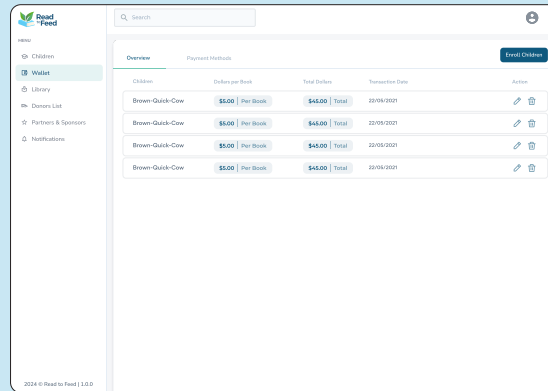 Read
to Feed
Search
MENU
Children
Wallet
Library
Donors List
Partners & Sponsors
Notifications
Overview
Payment Methods
Enroll Children
Children Dollars per Book Total Dollars Transaction Date Action
Brown-Quick-Cow $5.00 | Per Book $45.00 | Total 22/05/2021
Brown-Quick-Cow $5.00 | Per Book $45.00 | Total 22/05/2021
Brown-Quick-Cow $5.00 | Per Book $45.00 | Total 22/05/2021
Brown-Quick-Cow $5.00 | Per Book $45.00 | Total 22/05/2021
2024 © Read to Feed | 1.0.0